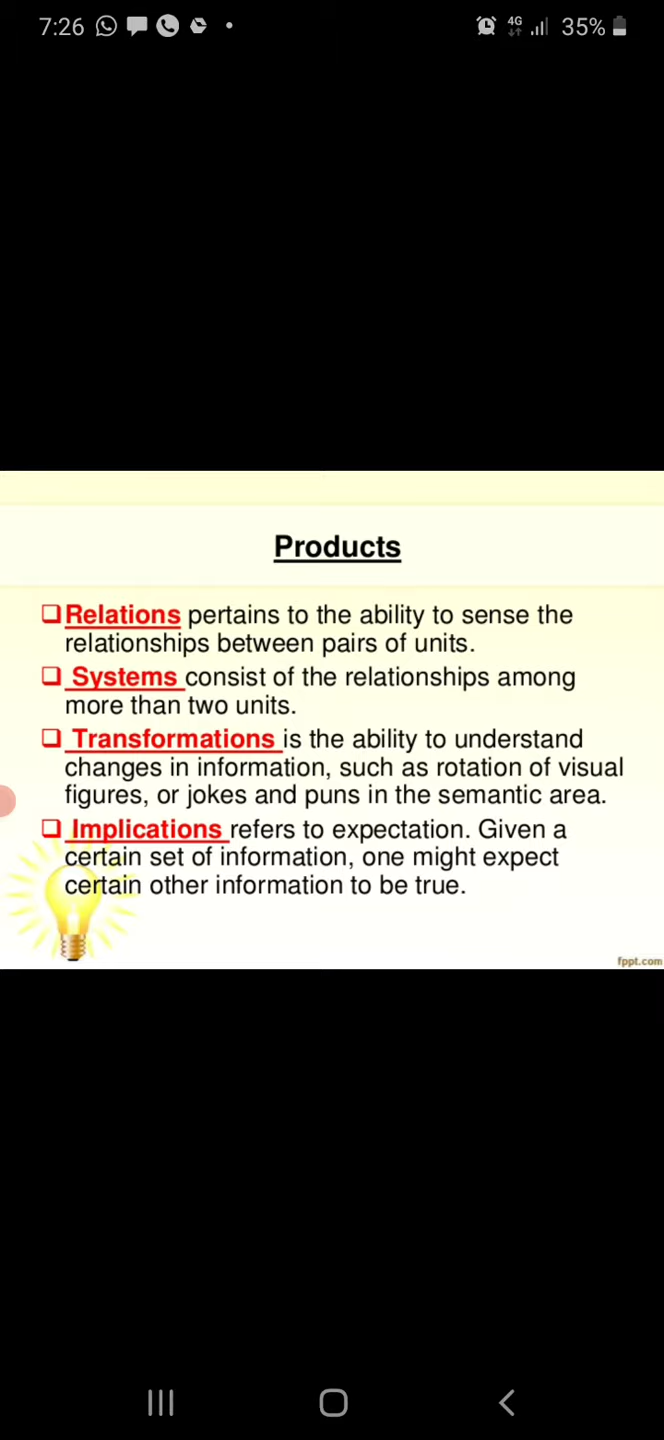 7:26
4G
35%
Products
Relations pertains to the ability to sense the
relationships between pairs of units.
Systems consist of the relationships among
more than two units.
Transformations is the ability to understand
changes in information, such as rotation of visual
figures, or jokes and puns in the semantic area.
Implications refers to expectation. Given a
certain set of information, one might expect
certain other information to be true.
fppt.com